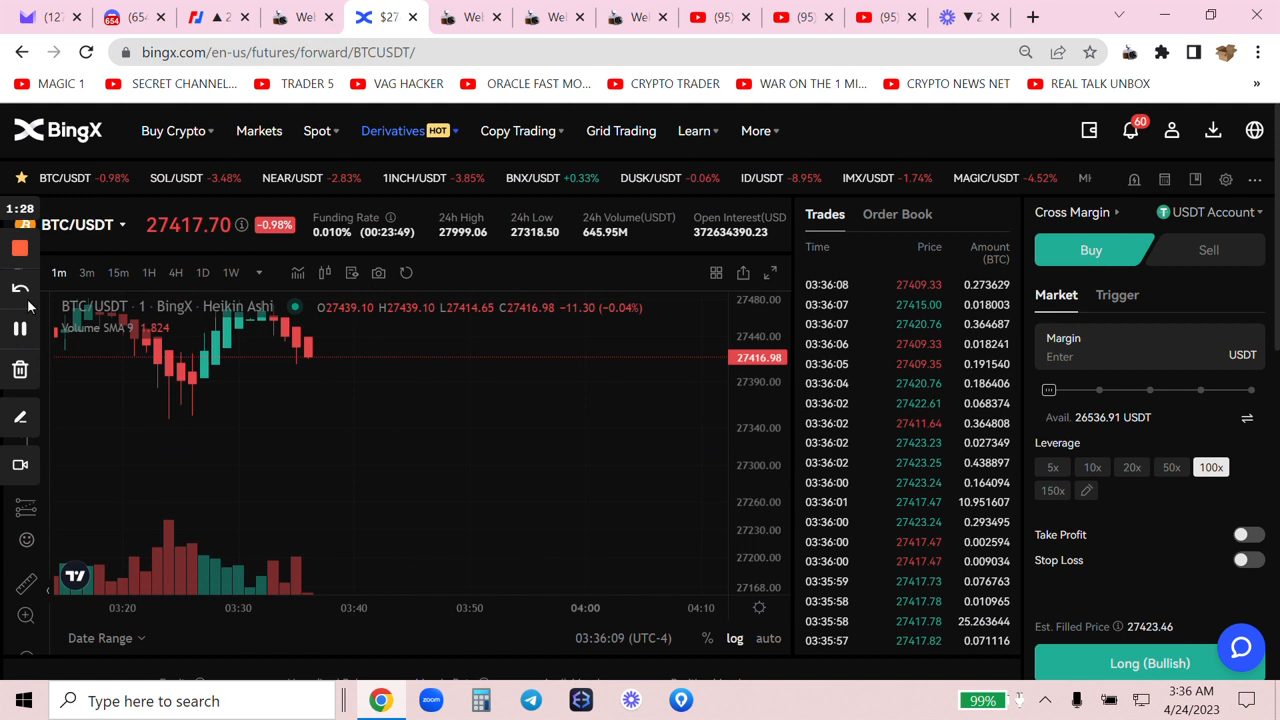 (12
(654
▲ 2
Wel
$27
Wel
Wel
Wel
(95)
(95)
(95)
▼ 2
bingx.com/en-us/futures/forward/BTCUSDT/
MAGIC 1
SECRET CHANNEL...
TRADER 5
VAG HACKER
ORACLE FAST MO...
CRYPTO TRADER
WAR ON THE 1 MI...
CRYPTO NEWS NET
REAL TALK UNBOX
»
BingX
Buy Crypto
Markets
Spot
Derivatives HOT
Copy Trading
Grid Trading
Learn
More
60
BTC/USDT -0.98%
SOL/USDT -3.48%
NEAR/USDT -2.83%
1INCH/USDT -3.85%
BNX/USDT +0.33%
DUSK/USDT -0.06%
ID/USDT -8.95%
IMX/USDT -1.74%
MAGIC/USDT -4.52%
1:28
BTC/USDT
27417.70
-0.98%
Funding Rate
0.010% (00:23:49)
24h High
27999.06
24h Low
27318.50
24h Volume(USDT)
645.95M
Open Interest(USD
372634390.23
1m 3m 15m 1H 4H 1D 1W
BTC/USDT · 1 · BingX · Heikin Ashi
O27439.10 H27439.10 L27414.65 C27416.98 −11.30 (−0.04%)
Volume SMA 9 1.824
27480.00
27440.00
27416.98
27390.00
27340.00
27300.00
27260.00
27230.00
27200.00
27168.00
03:20 03:30 03:40 03:50 04:00 04:10
Date Range
03:36:09 (UTC-4)
% log auto
Trades Order Book
Time Price Amount
(BTC)
03:36:08 27409.33 0.273629
03:36:07 27415.00 0.018003
03:36:07 27420.76 0.364687
03:36:06 27409.33 0.018241
03:36:05 27409.35 0.191540
03:36:04 27420.76 0.186406
03:36:02 27422.61 0.068374
03:36:02 27411.64 0.364808
03:36:02 27423.23 0.027349
03:36:02 27423.25 0.438897
03:36:00 27423.24 0.164094
03:36:01 27417.47 10.951607
03:36:00 27423.24 0.293495
03:36:00 27417.47 0.002594
03:36:00 27417.47 0.009034
03:35:59 27417.73 0.076763
03:35:58 27417.78 0.010965
03:35:58 27417.78 25.263644
03:35:57 27417.82 0.071116
Cross Margin
USDT Account
Buy Sell
Market Trigger
Margin
Enter
USDT
Avail. 26536.91 USDT
Leverage
5x 10x 20x 50x 100x
150x
Take Profit
Stop Loss
Est. Filled Price 27423.46
Long (Bullish)
Type here to search
zoom
99%
3:36 AM
4/24/2023